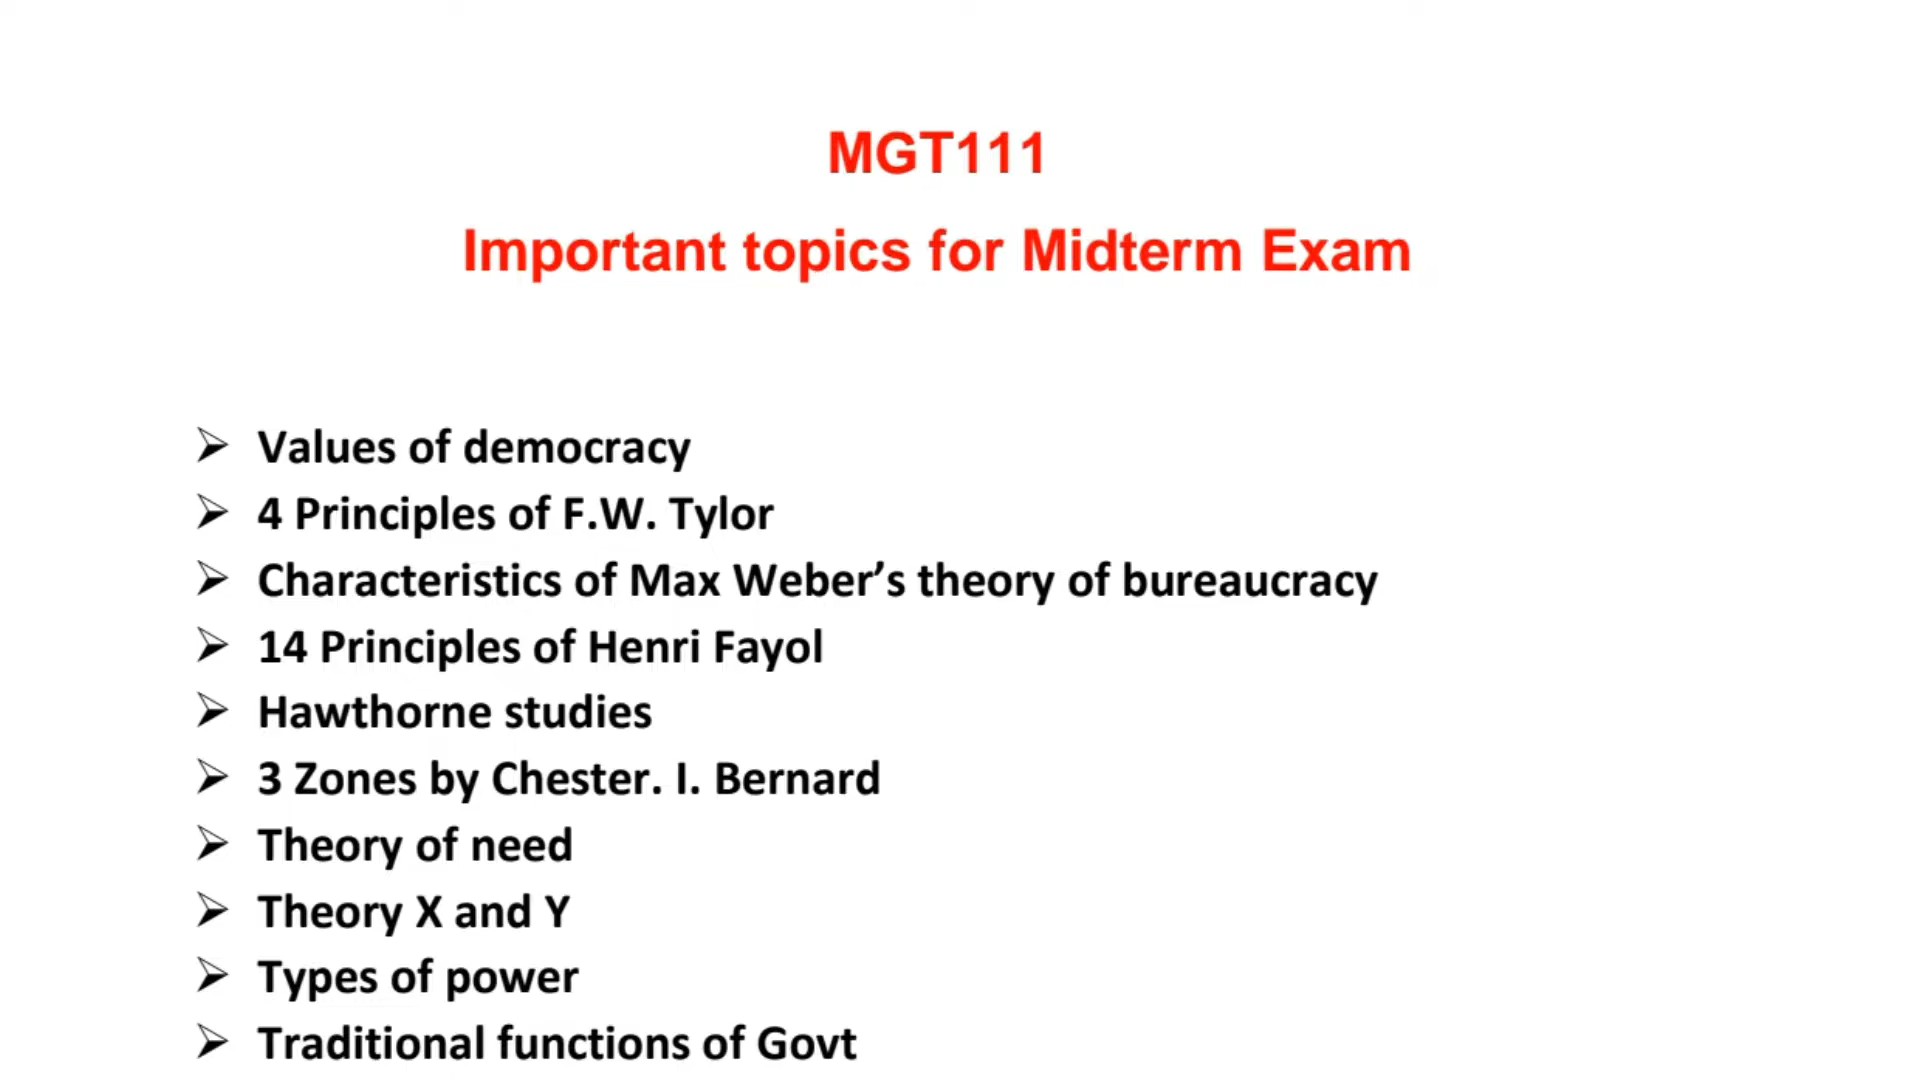 MGT111
Important topics for Midterm Exam
➢ Values of democracy
➢ 4 Principles of F.W. Tylor
➢ Characteristics of Max Weber’s theory of bureaucracy
➢ 14 Principles of Henri Fayol
➢ Hawthorne studies
➢ 3 Zones by Chester. I. Bernard
➢ Theory of need
➢ Theory X and Y
➢ Types of power
➢ Traditional functions of Govt